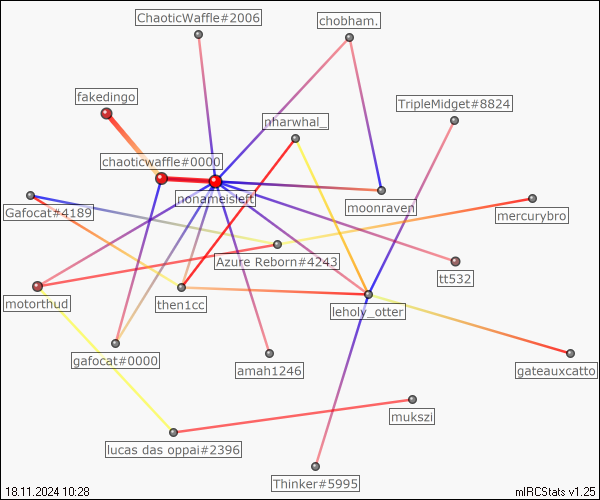 ChaoticWaffle#2006
chobham.
fakedingo
TripleMidget#8824
nharwhal_
chaoticwaffle#0000
nonameisleft
moonraven
Gafocat#4189
mercurybro
Azure Reborn#4243
tt532
motorthud
then1cc
leholy_otter
gafocat#0000
amah1246
gateauxcatto
mukszi
lucas das oppai#2396
Thinker#5995
18.11.2024 10:28
mIRCStats v1.25